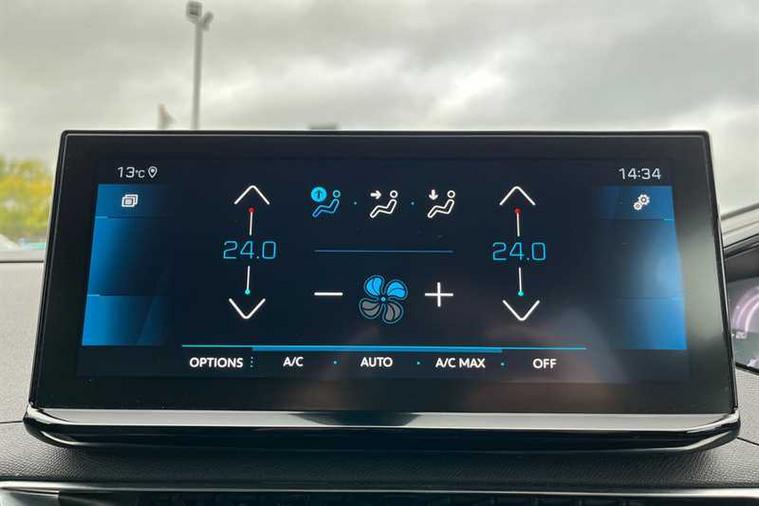 13°C 14:34
24.0 24.0
OPTIONS A/C AUTO A/C MAX OFF